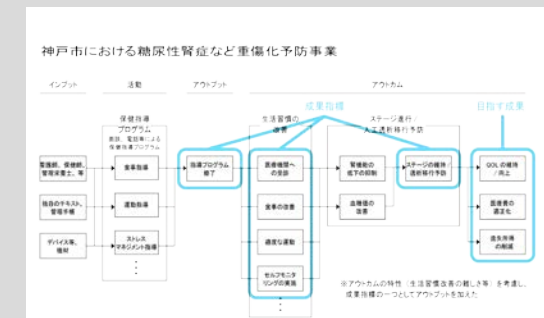 神戸市における糖尿性腎症など重傷化予防事業
インプット
活動
アウトプット
アウトカム
成果指標
目指す成果
保健指導
プログラム
面談、電話等による
保健指導プログラム
生活習慣の
改善
ステージ進行/
人工透析移行予防
看護師、保健師、
管理栄養士、等
食事指導
指導プログラム
修了
医療機関へ
の受診
腎機能の
低下の抑制
ステージの維持/
透析移行予防
QOLの維持
/向上
独自のテキスト、
管理手帳
運動指導
食事の改善
血糖値の
改善
医療費の
適正化
デバイス等、
機材
ストレス
マネジメント指導
適度な運動
逸失所得
の削減
セルフモニタ
リングの実施
※アウトカムの特性(生活習慣改善の難しさ等)を考慮し、
成果指標の一つとしてアウトプットを加えた